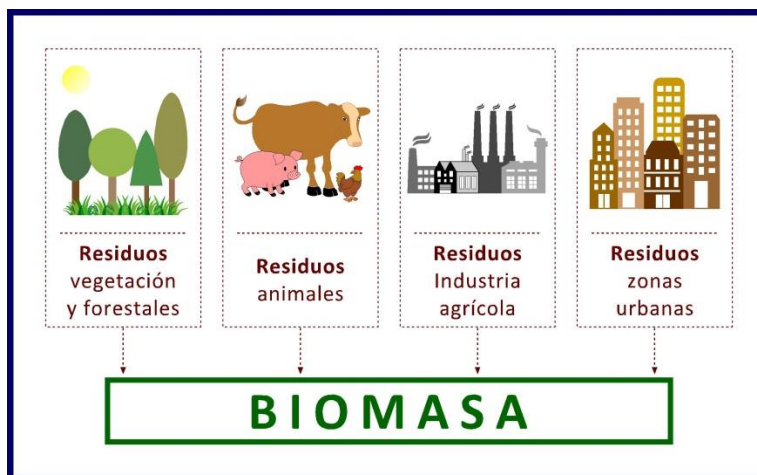 Residuos
vegetación
y forestales
Residuos
animales
Residuos
Industria
agrícola
Residuos
zonas
urbanas
BIOMASA